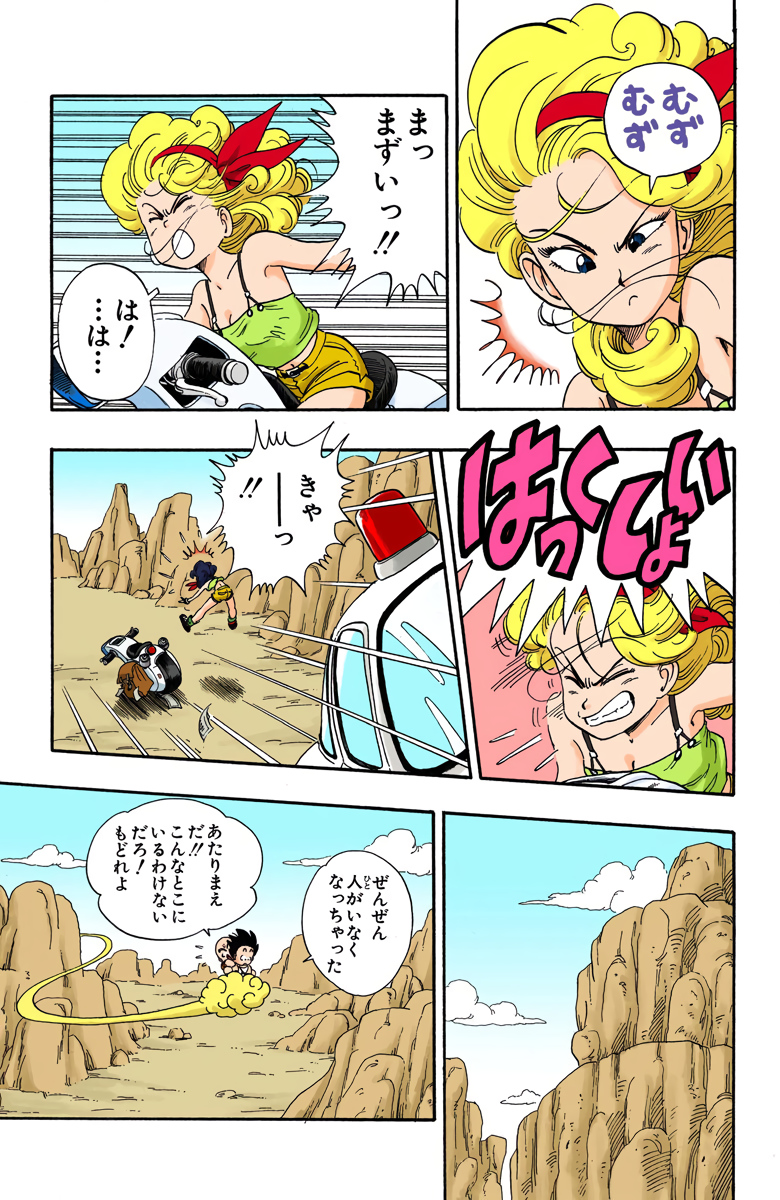 むず
むず
まっ
まずいっ!!
は!
…は…
はっくしょい
きゃ
ーっ
!!
ぜんぜん
人がいなく
ひと
なっちゃった
あたりまえ
だ!!
こんなとこに
いるわけない
だろ!
もどれよ